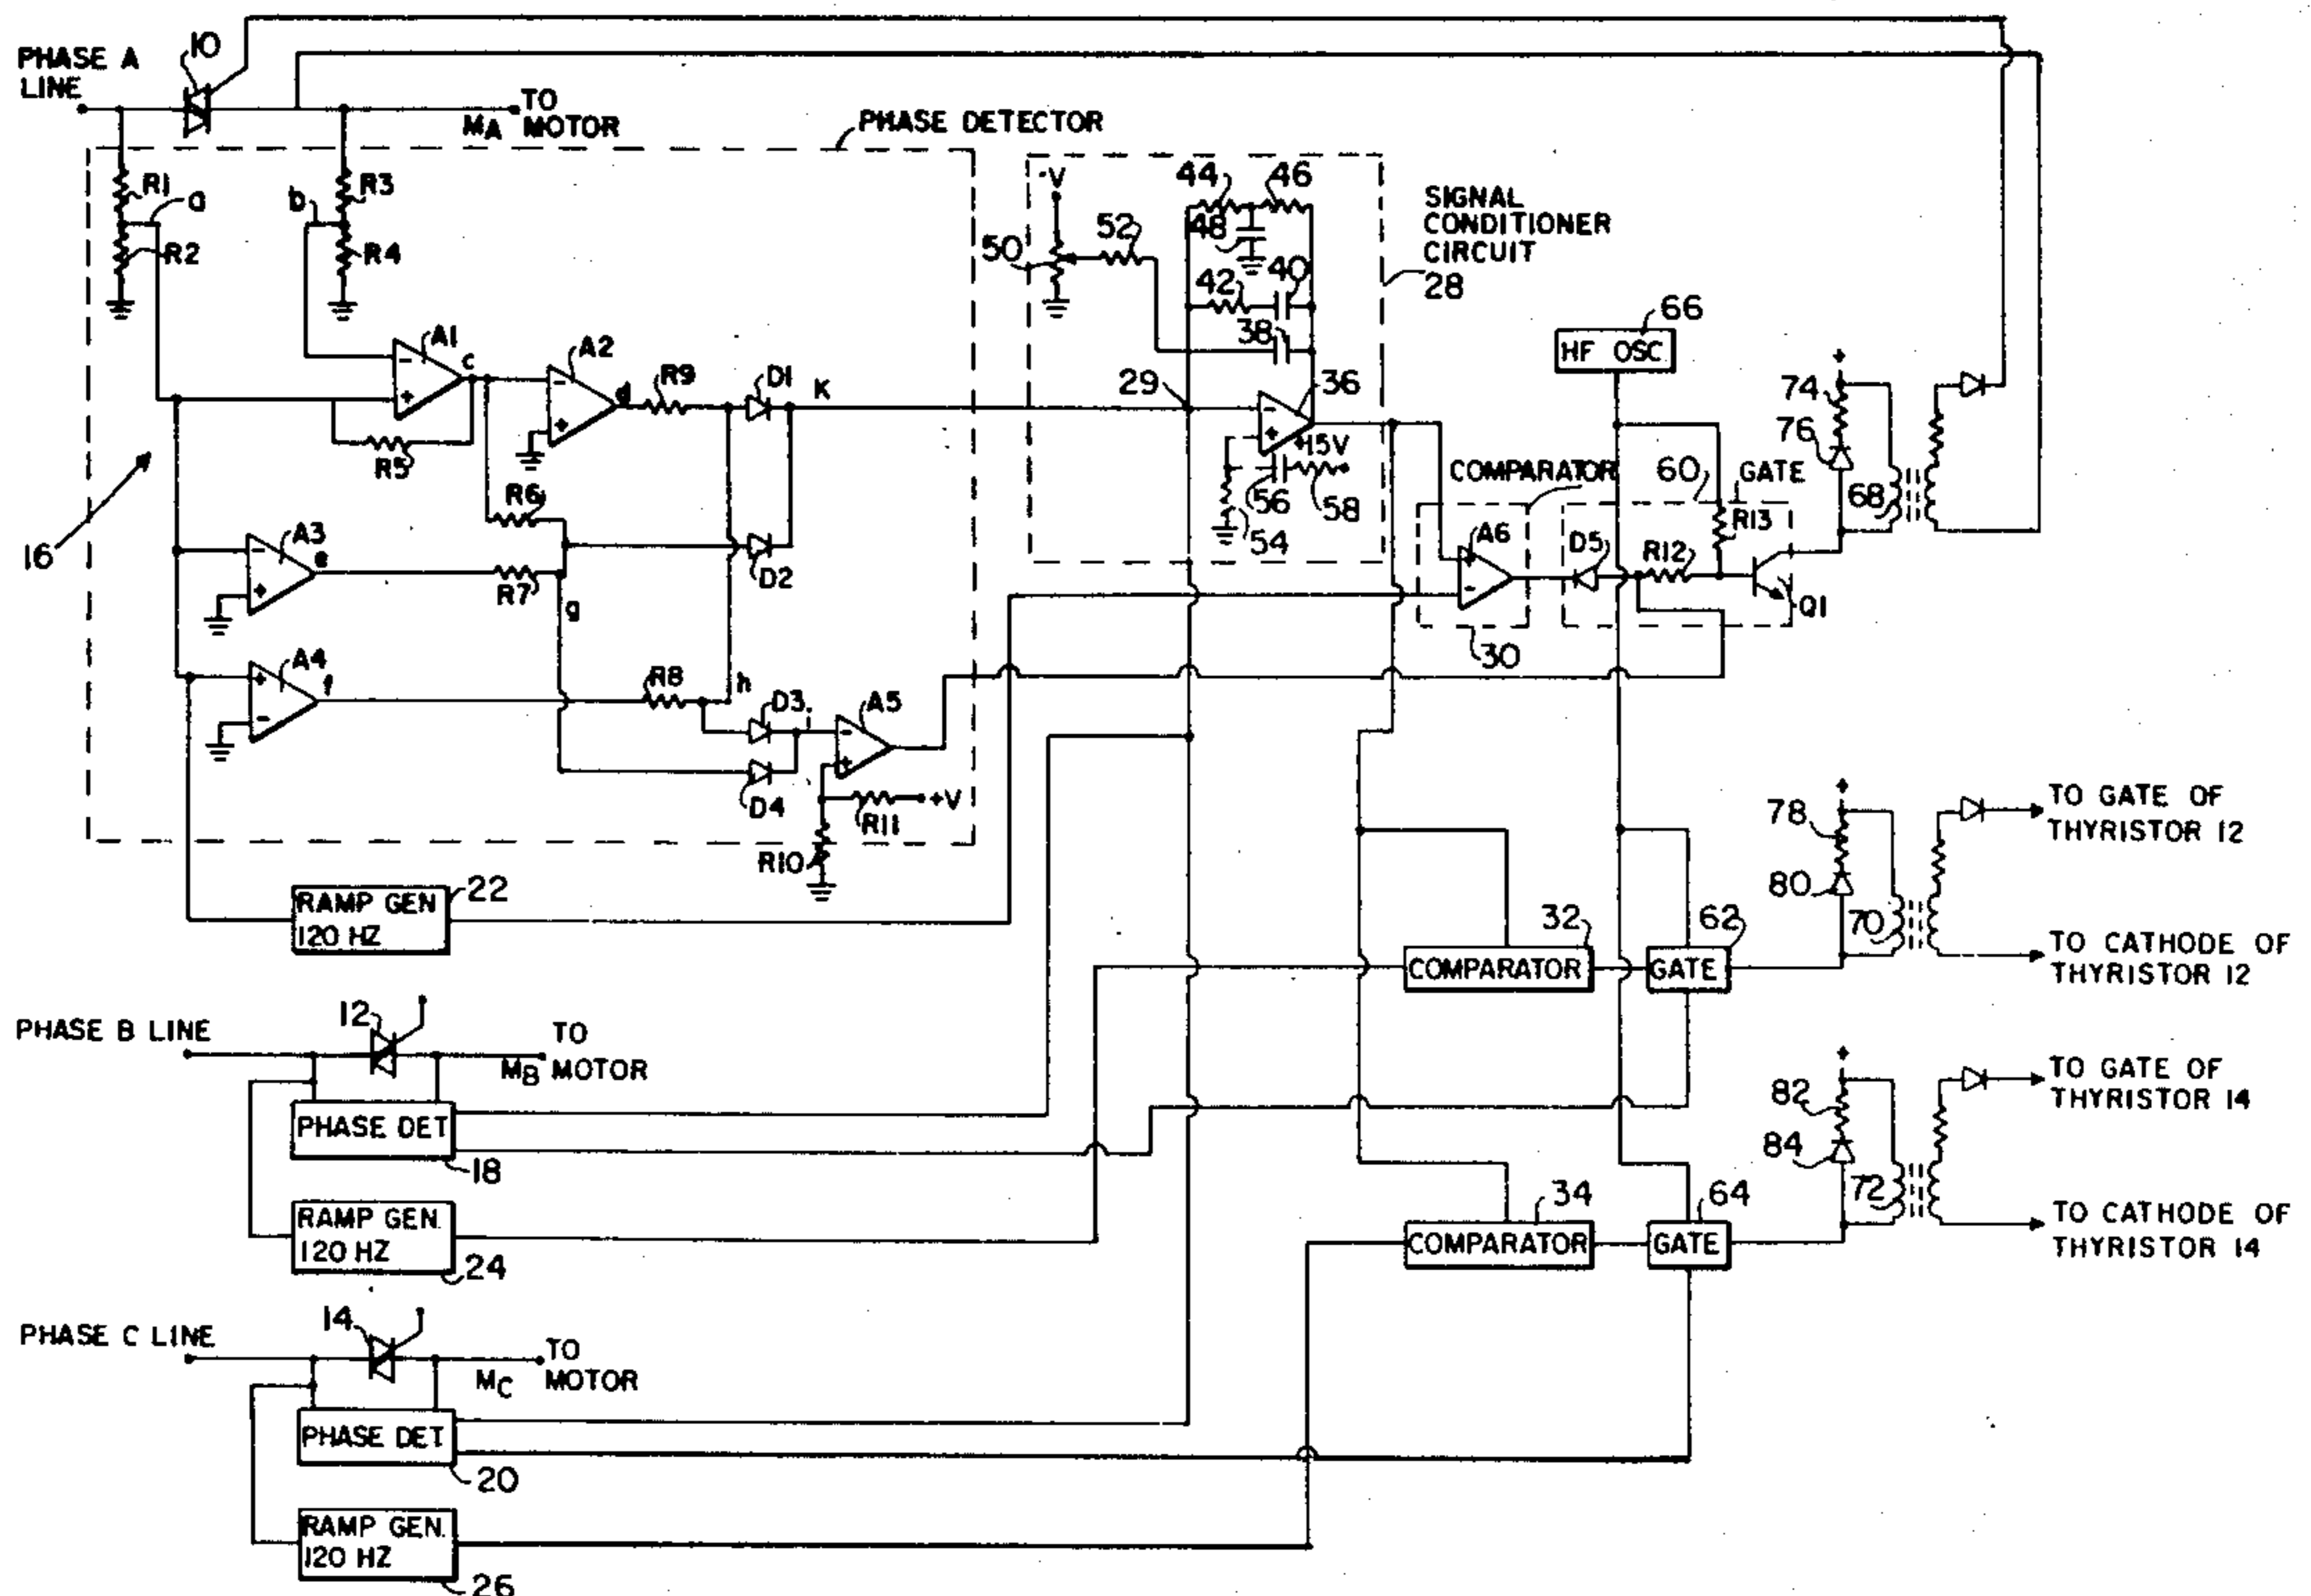 PHASE A
LINE
10
TO
MA MOTOR
PHASE DETECTOR
R1
a
R2
b
R3
R4
A1
c
A2
d
R9
D1
K
R5
R6
D2
16
A3
e
R7
g
A4
f
R8
h
D3
A5
D4
R11
+V
R10
-V
44
46
48
50
52
42
40
38
29
36
+15V
56
58
54
SIGNAL
CONDITIONER
CIRCUIT
28
66
HF OSC
COMPARATOR
60
GATE
A6
D5
R12
R13
Q1
30
+
74
76
68
RAMP GEN
120 HZ
22
PHASE B LINE
12
TO
MB MOTOR
PHASE DET
18
RAMP GEN.
120 HZ
24
PHASE C LINE
14
TO
MC MOTOR
PHASE DET.
20
RAMP GEN.
120 HZ
26
32
COMPARATOR
62
GATE
+
78
80
70
TO GATE OF
THYRISTOR 12
TO CATHODE OF
THYRISTOR 12
34
COMPARATOR
64
GATE
+
82
84
72
TO GATE OF
THYRISTOR 14
TO CATHODE OF
THYRISTOR 14